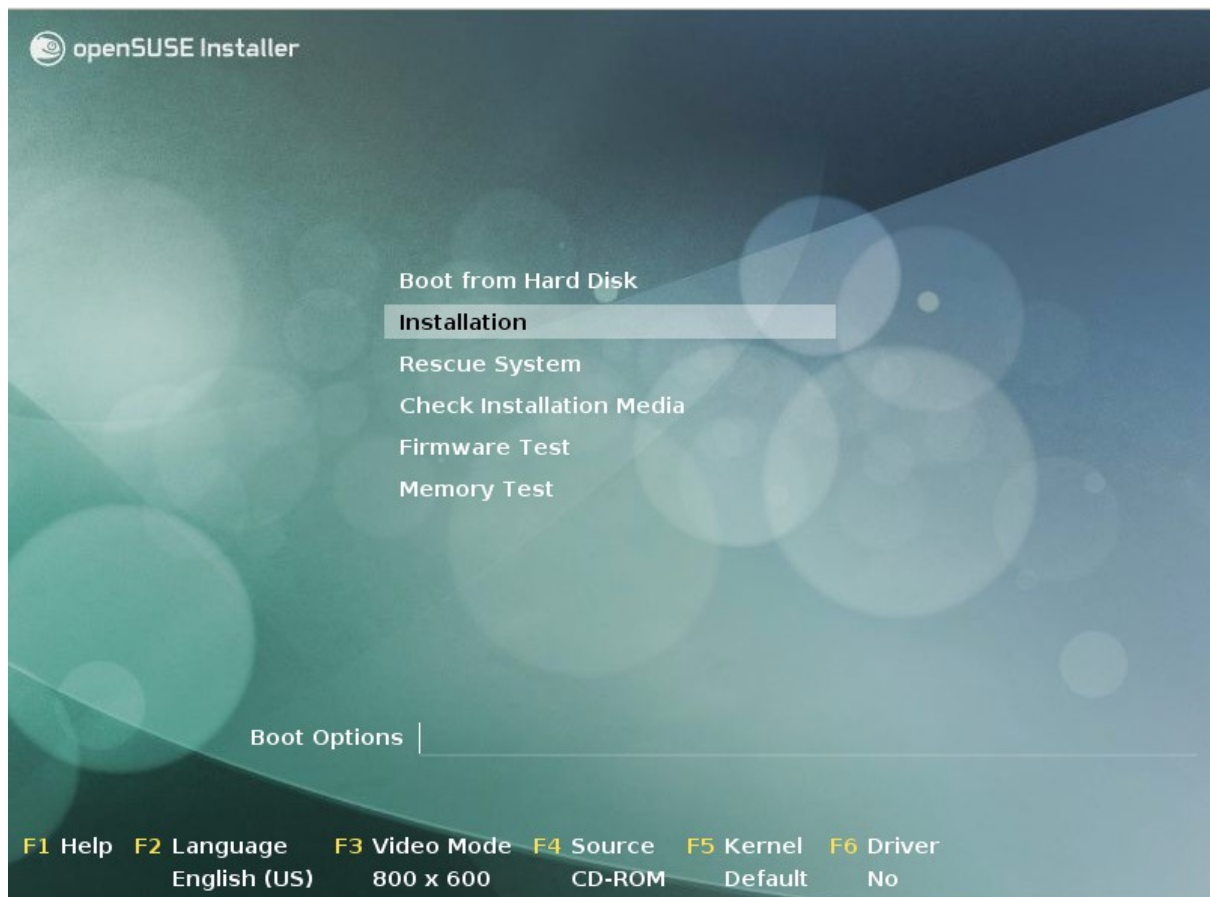 openSUSE Installer
Boot from Hard Disk
Installation
Rescue System
Check Installation Media
Firmware Test
Memory Test
Boot Options
F1 Help F2 Language F3 Video Mode F4 Source F5 Kernel F6 Driver
English (US) 800 x 600 CD-ROM Default No